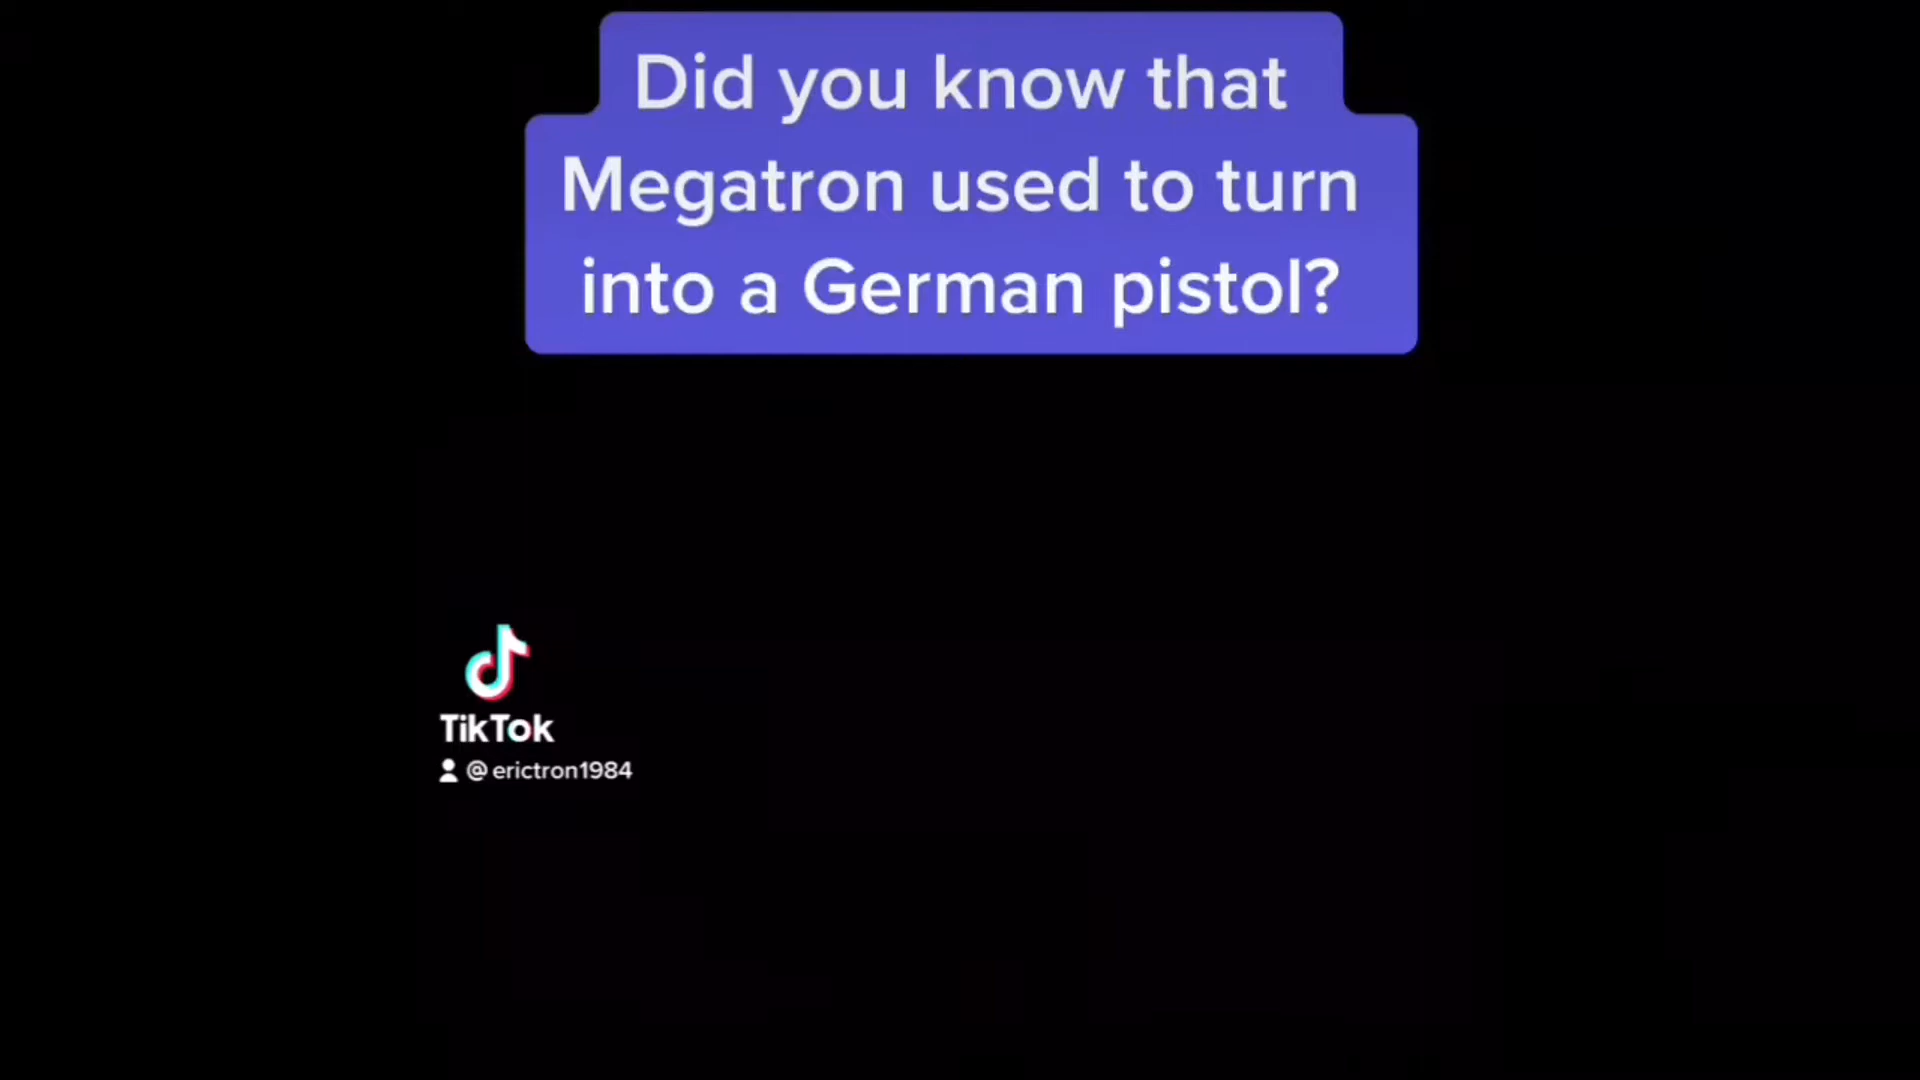 Did you know that
Megatron used to turn
into a German pistol?
TikTok
@erictron1984